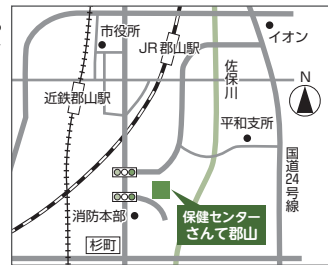 市役所
イオン
JR郡山駅
佐保川
N
近鉄郡山駅
平和支所
国道24号線
消防本部
保健センター
さんて郡山
杉町